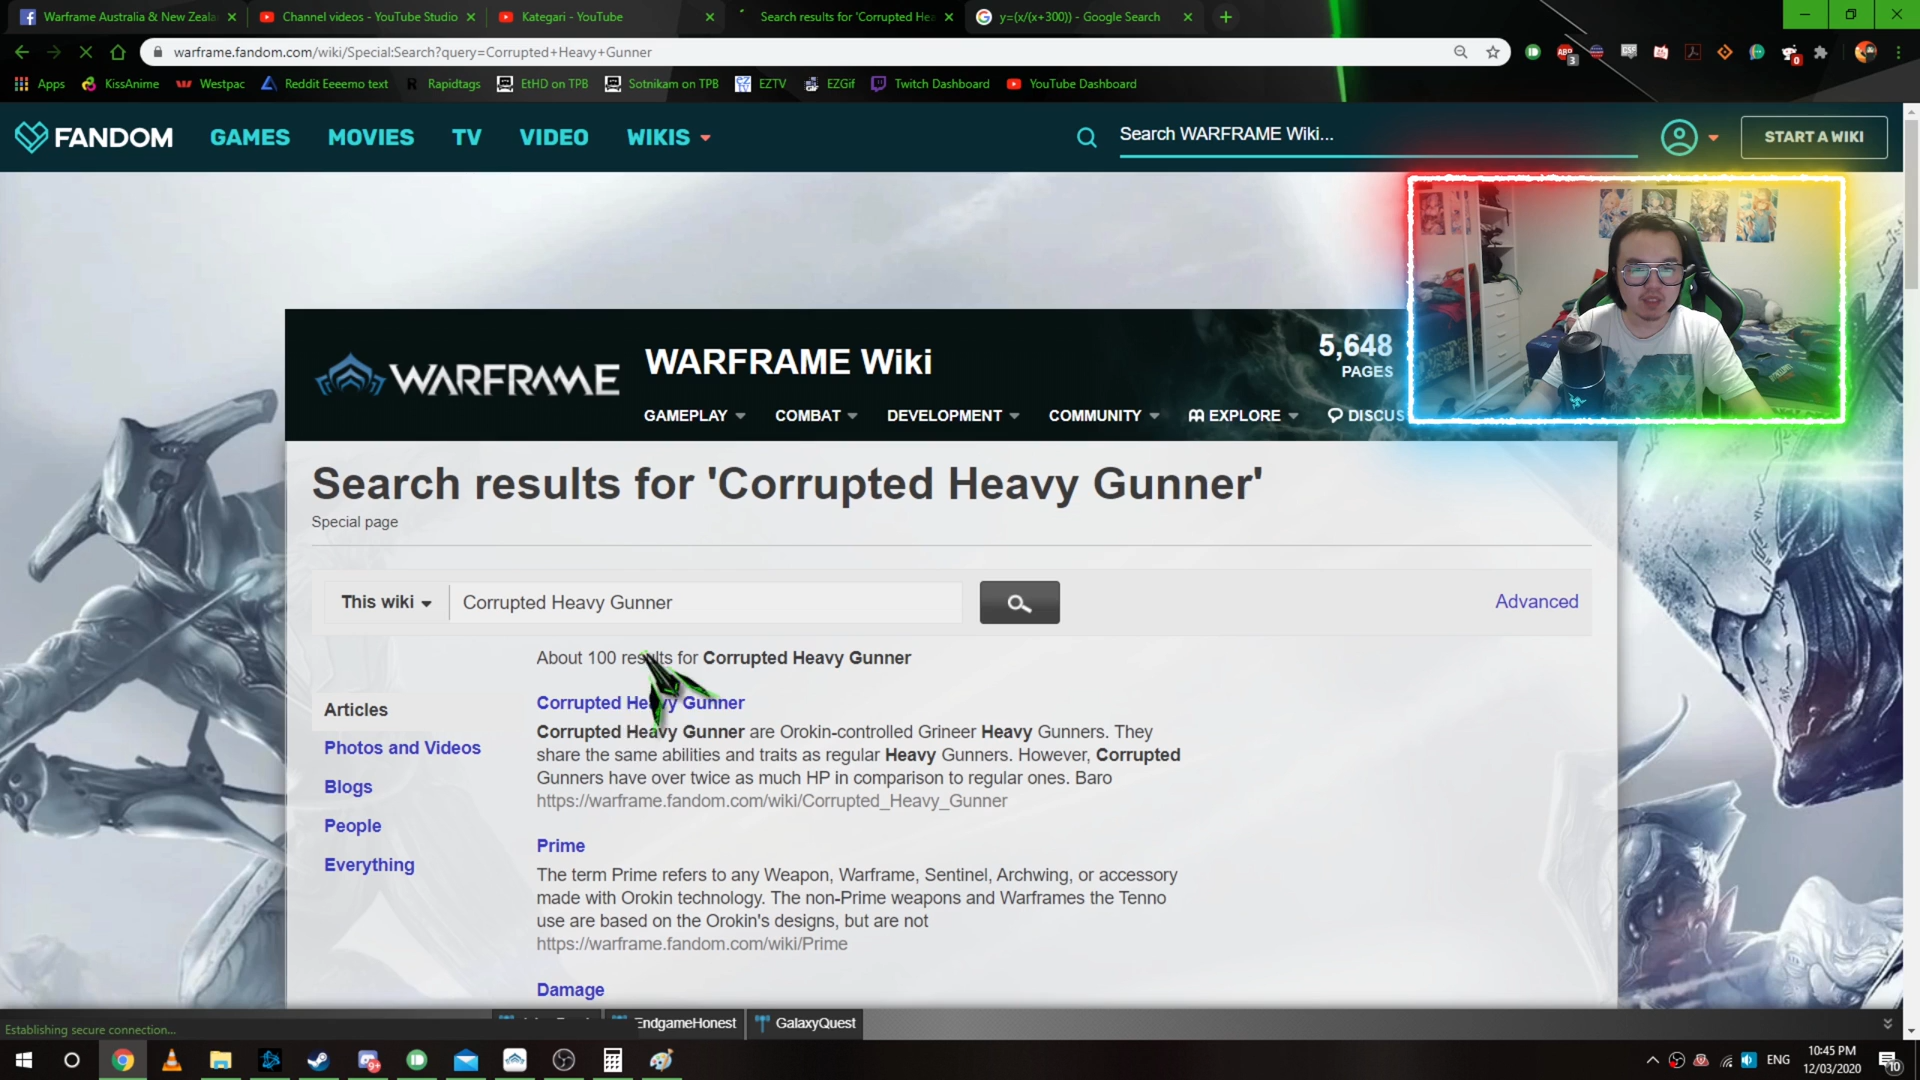 Warframe Australia & New Zeala
Channel videos - YouTube Studio
Kategari - YouTube
Search results for 'Corrupted Hea
y=(x/(x+300)) - Google Search
warframe.fandom.com/wiki/Special:Search?query=Corrupted+Heavy+Gunner
Apps
KissAnime
Westpac
Reddit Eeeemo text
Rapidtags
EtHD on TPB
Sotnikam on TPB
EZTV
EZGif
Twitch Dashboard
YouTube Dashboard
FANDOM
GAMES
MOVIES
TV
VIDEO
WIKIS
Search WARFRAME Wiki...
START A WIKI
WARFRAME
WARFRAME Wiki
5,648
PAGES
GAMEPLAY
COMBAT
DEVELOPMENT
COMMUNITY
EXPLORE
DISCUS
Search results for 'Corrupted Heavy Gunner'
Special page
This wiki
Corrupted Heavy Gunner
Advanced
About 100 results for Corrupted Heavy Gunner
Articles
Photos and Videos
Blogs
People
Everything
Corrupted Heavy Gunner
Corrupted Heavy Gunner are Orokin-controlled Grineer Heavy Gunners. They
share the same abilities and traits as regular Heavy Gunners. However, Corrupted
Gunners have over twice as much HP in comparison to regular ones. Baro
https://warframe.fandom.com/wiki/Corrupted_Heavy_Gunner
Prime
The term Prime refers to any Weapon, Warframe, Sentinel, Archwing, or accessory
made with Orokin technology. The non-Prime weapons and Warframes the Tenno
use are based on the Orokin's designs, but are not
https://warframe.fandom.com/wiki/Prime
Damage
Establishing secure connection...
EndgameHonest
GalaxyQuest
ENG
10:45 PM
12/03/2020